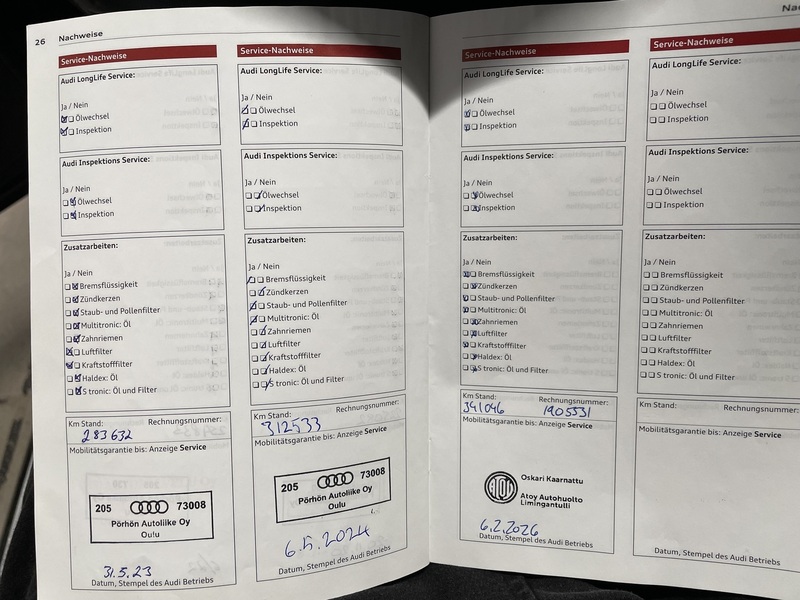 26 Nachweise
Service-Nachweise
Audi LongLife Service:
Ja / Nein
Ölwechsel
Inspektion
Audi Inspektions Service:
Ja / Nein
Ölwechsel
Inspektion
Zusatzarbeiten:
Ja / Nein
Bremsflüssigkeit
Zündkerzen
Staub- und Pollenfilter
Multitronic: Öl
Zahnriemen
Luftfilter
Kraftstofffilter
Haldex: Öl
S tronic: Öl und Filter
Km Stand: Rechnungsnummer:
283632
Mobilitätsgarantie bis: Anzeige Service
205 73008
Pörhön Autoliike Oy
Oulu
31.5.23
Datum, Stempel des Audi Betriebs
Service-Nachweise
Audi LongLife Service:
Ja / Nein
Ölwechsel
Inspektion
Audi Inspektions Service:
Ja / Nein
Ölwechsel
Inspektion
Zusatzarbeiten:
Ja / Nein
Bremsflüssigkeit
Zündkerzen
Staub- und Pollenfilter
Multitronic: Öl
Zahnriemen
Luftfilter
Kraftstofffilter
Haldex: Öl
S tronic: Öl und Filter
Km Stand: Rechnungsnummer:
312533
Mobilitätsgarantie bis: Anzeige Service
205 73008
Pörhön Autoliike Oy
Oulu
6.5.2024
Datum, Stempel des Audi Betriebs
Service-Nachweise
Audi LongLife Service:
Ja / Nein
Ölwechsel
Inspektion
Audi Inspektions Service:
Ja / Nein
Ölwechsel
Inspektion
Zusatzarbeiten:
Ja / Nein
Bremsflüssigkeit
Zündkerzen
Staub- und Pollenfilter
Multitronic: Öl
Zahnriemen
Luftfilter
Kraftstofffilter
Haldex: Öl
S tronic: Öl und Filter
Km Stand: Rechnungsnummer:
341046 1905531
Mobilitätsgarantie bis: Anzeige Service
Oskari Kaarnattu
Atoy Autohuolto
Limingantulli
6.2.2026
Datum, Stempel des Audi Betriebs
Service-Nachweise
Audi LongLife Service:
Ja / Nein
Ölwechsel
Inspektion
Audi Inspektions Service:
Ja / Nein
Ölwechsel
Inspektion
Zusatzarbeiten:
Ja / Nein
Bremsflüssigkeit
Zündkerzen
Staub- und Pollenfilter
Multitronic: Öl
Zahnriemen
Luftfilter
Kraftstofffilter
Haldex: Öl
S tronic: Öl und Filter
Km Stand: Rechnungsnummer:
Mobilitätsgarantie bis: Anzeige Service
Datum, Stempel des Audi Betriebs